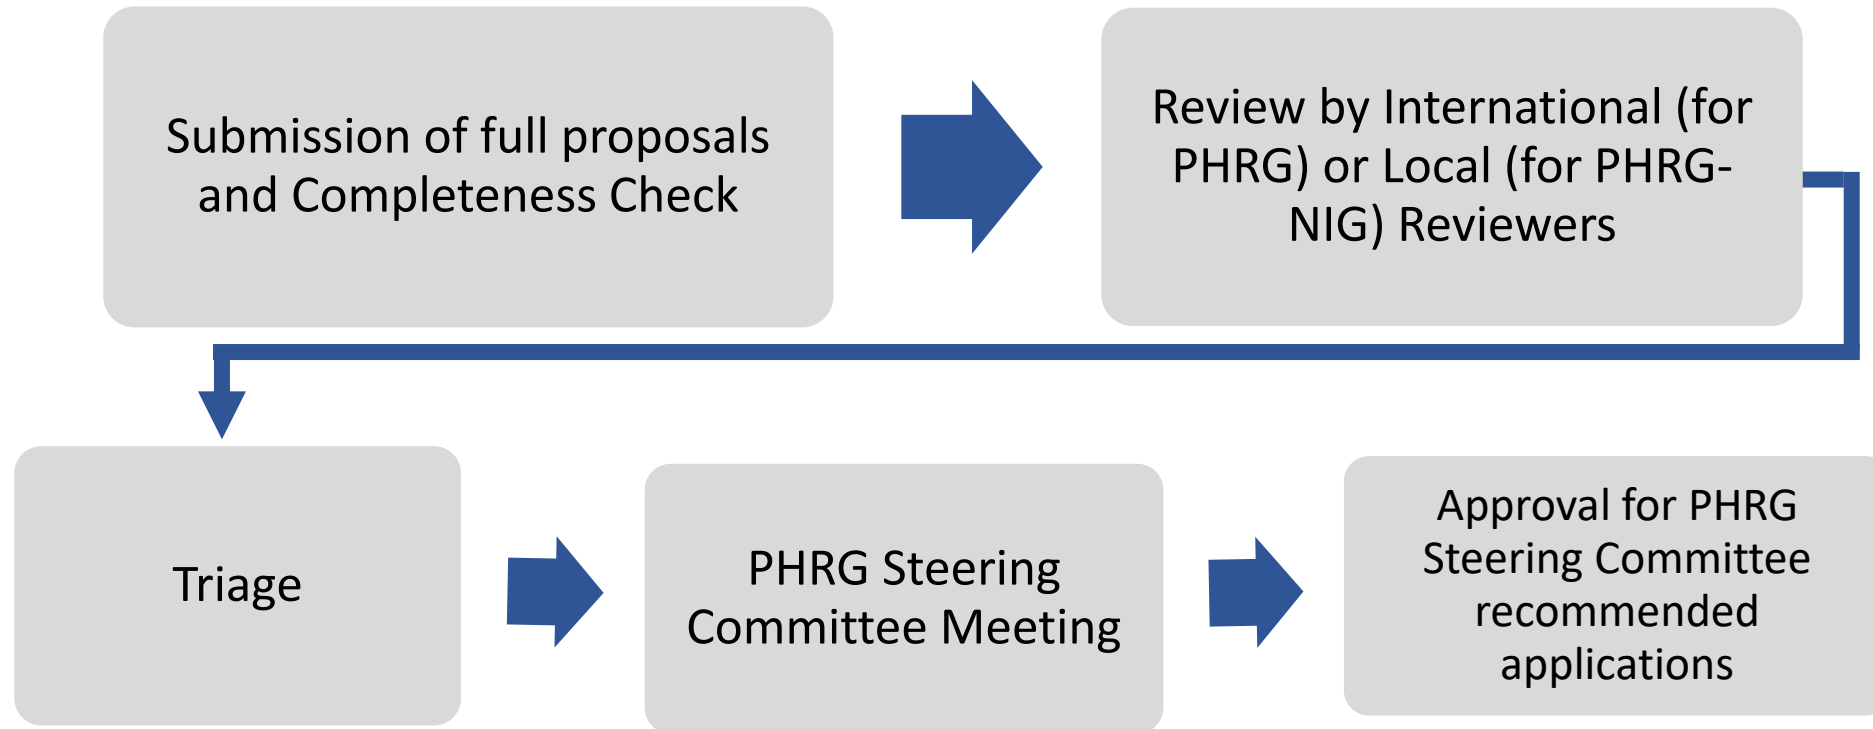 Submission of full proposals
and Completeness Check
Review by International (for
PHRG) or Local (for PHRG-
NIG) Reviewers
Triage
PHRG Steering
Committee Meeting
Approval for PHRG
Steering Committee
recommended
applications